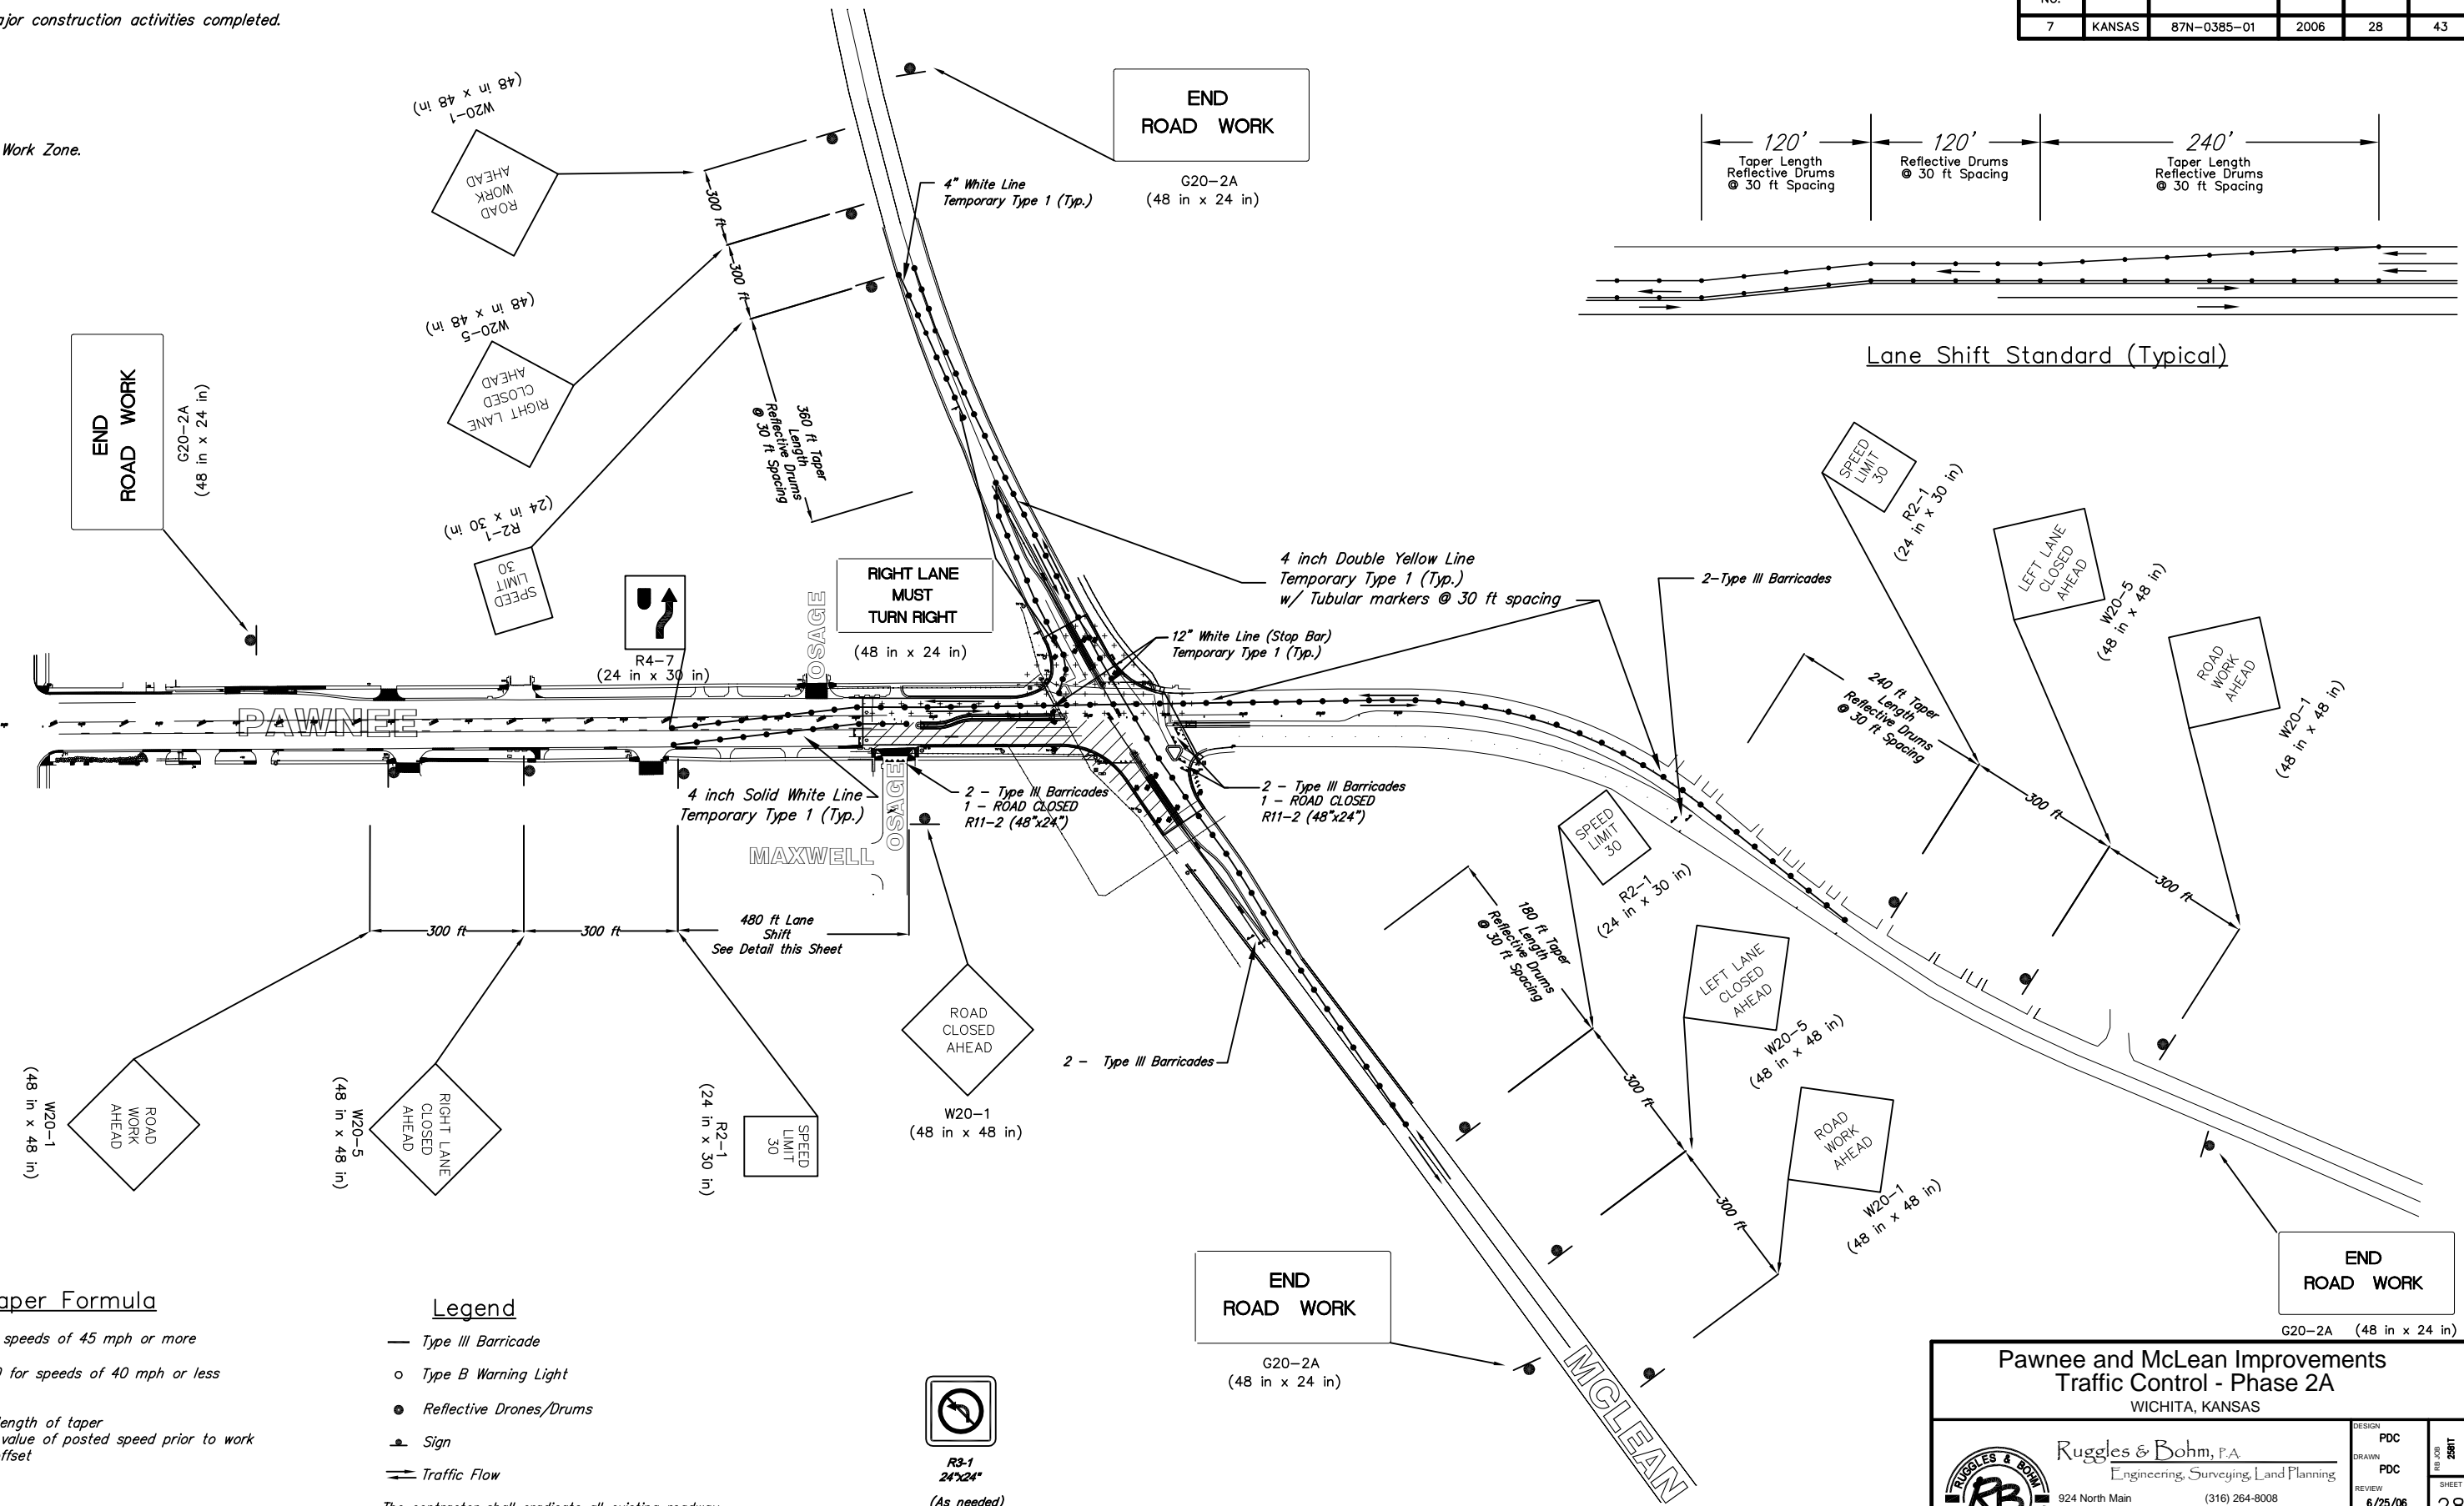 ajor construction activities completed.
Work Zone.
NO.
7 KANSAS 87N-0385-01 2006 28 43
W20-1
(48 in x 48 in)
ROAD
WORK
AHEAD
300 ft
300 ft
END
ROAD WORK
G20-2A
(48 in x 24 in)
4" White Line
Temporary Type 1 (Typ.)
120'
Taper Length
Reflective Drums
@ 30 ft Spacing
120'
Reflective Drums
@ 30 ft Spacing
240'
Taper Length
Reflective Drums
@ 30 ft Spacing
Lane Shift Standard (Typical)
END
ROAD WORK
G20-2A
(48 in x 24 in)
W20-5
(48 in x 48 in)
RIGHT LANE
CLOSED
AHEAD
R2-1
(24 in x 30 in)
SPEED
LIMIT
30
360 ft Taper
Length
Reflective Drums
@ 30 ft Spacing
R4-7
(24 in x 30 in)
OSAGE
RIGHT LANE
MUST
TURN RIGHT
(48 in x 24 in)
4 inch Double Yellow Line
Temporary Type 1 (Typ.)
w/ Tubular markers @ 30 ft spacing
12" White Line (Stop Bar)
Temporary Type 1 (Typ.)
2-Type III Barricades
SPEED
LIMIT
30
R2-1
(24 in x 30 in)
LEFT LANE
CLOSED
AHEAD
W20-5
(48 in x 48 in)
ROAD
WORK
AHEAD
W20-1
(48 in x 48 in)
240 ft Taper
Length
Reflective Drums
@ 30 ft Spacing
300 ft
300 ft
PAWNEE
4 inch Solid White Line
Temporary Type 1 (Typ.)
OSAGE
MAXWELL
2 - Type III Barricades
1 - ROAD CLOSED
R11-2 (48"x24")
2 - Type III Barricades
1 - ROAD CLOSED
R11-2 (48"x24")
300 ft
300 ft
480 ft Lane
Shift
See Detail this Sheet
SPEED
LIMIT
30
R2-1
(24 in x 30 in)
180 ft Taper
Length
Reflective Drums
@ 30 ft Spacing
LEFT LANE
CLOSED
AHEAD
W20-5
(48 in x 48 in)
300 ft
ROAD
WORK
AHEAD
W20-1
(48 in x 48 in)
300 ft
ROAD
WORK
AHEAD
W20-1
(48 in x 48 in)
RIGHT LANE
CLOSED
AHEAD
W20-5
(48 in x 48 in)
SPEED
LIMIT
30
R2-1
(24 in x 30 in)
ROAD
CLOSED
AHEAD
W20-1
(48 in x 48 in)
2 - Type III Barricades
END
ROAD WORK
G20-2A
(48 in x 24 in)
MCLEAN
END
ROAD WORK
G20-2A (48 in x 24 in)
aper Formula
speeds of 45 mph or more
for speeds of 40 mph or less
length of taper
value of posted speed prior to work
offset
Legend
Type III Barricade
Type B Warning Light
Reflective Drones/Drums
Sign
Traffic Flow
The contractor shall eradicate all existing roadway
R3-1
24"x24"
(As needed)
Pawnee and McLean Improvements
Traffic Control - Phase 2A
WICHITA, KANSAS
RUGGLES & BOHM
RB
Ruggles & Bohm, P.A.
Engineering, Surveying, Land Planning
924 North Main (316) 264-8008
DESIGN
PDC
DRAWN
PDC
REVIEW
6/25/06
RB JOB
2581T
SHEET
28